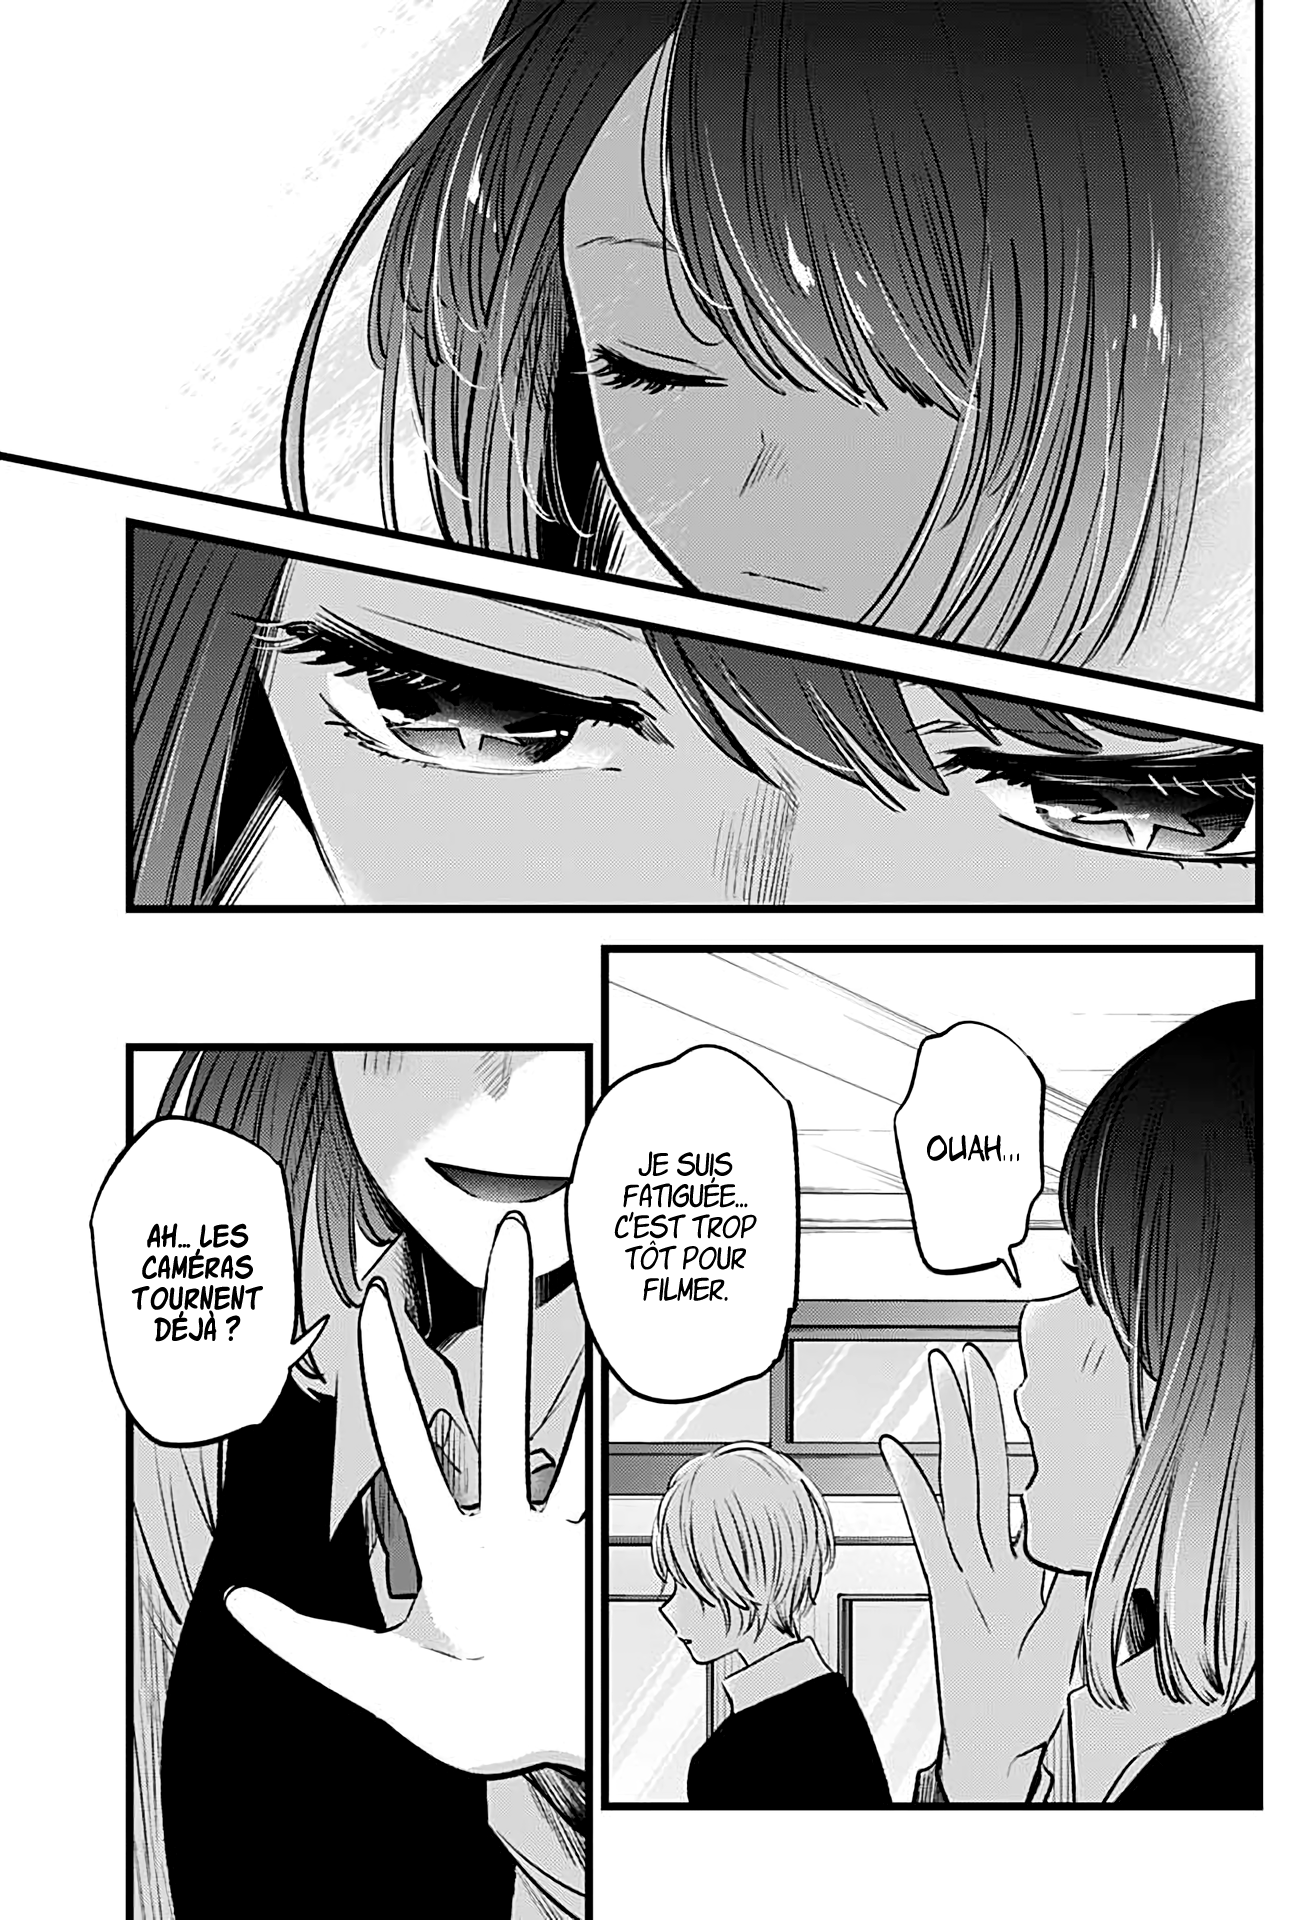 OUAH...
JE SUIS
FATIGUÉE...
C'EST TROP
TÔT POUR
FILMER.
AH... LES
CAMÉRAS
TOURNENT
DÉJÀ ?